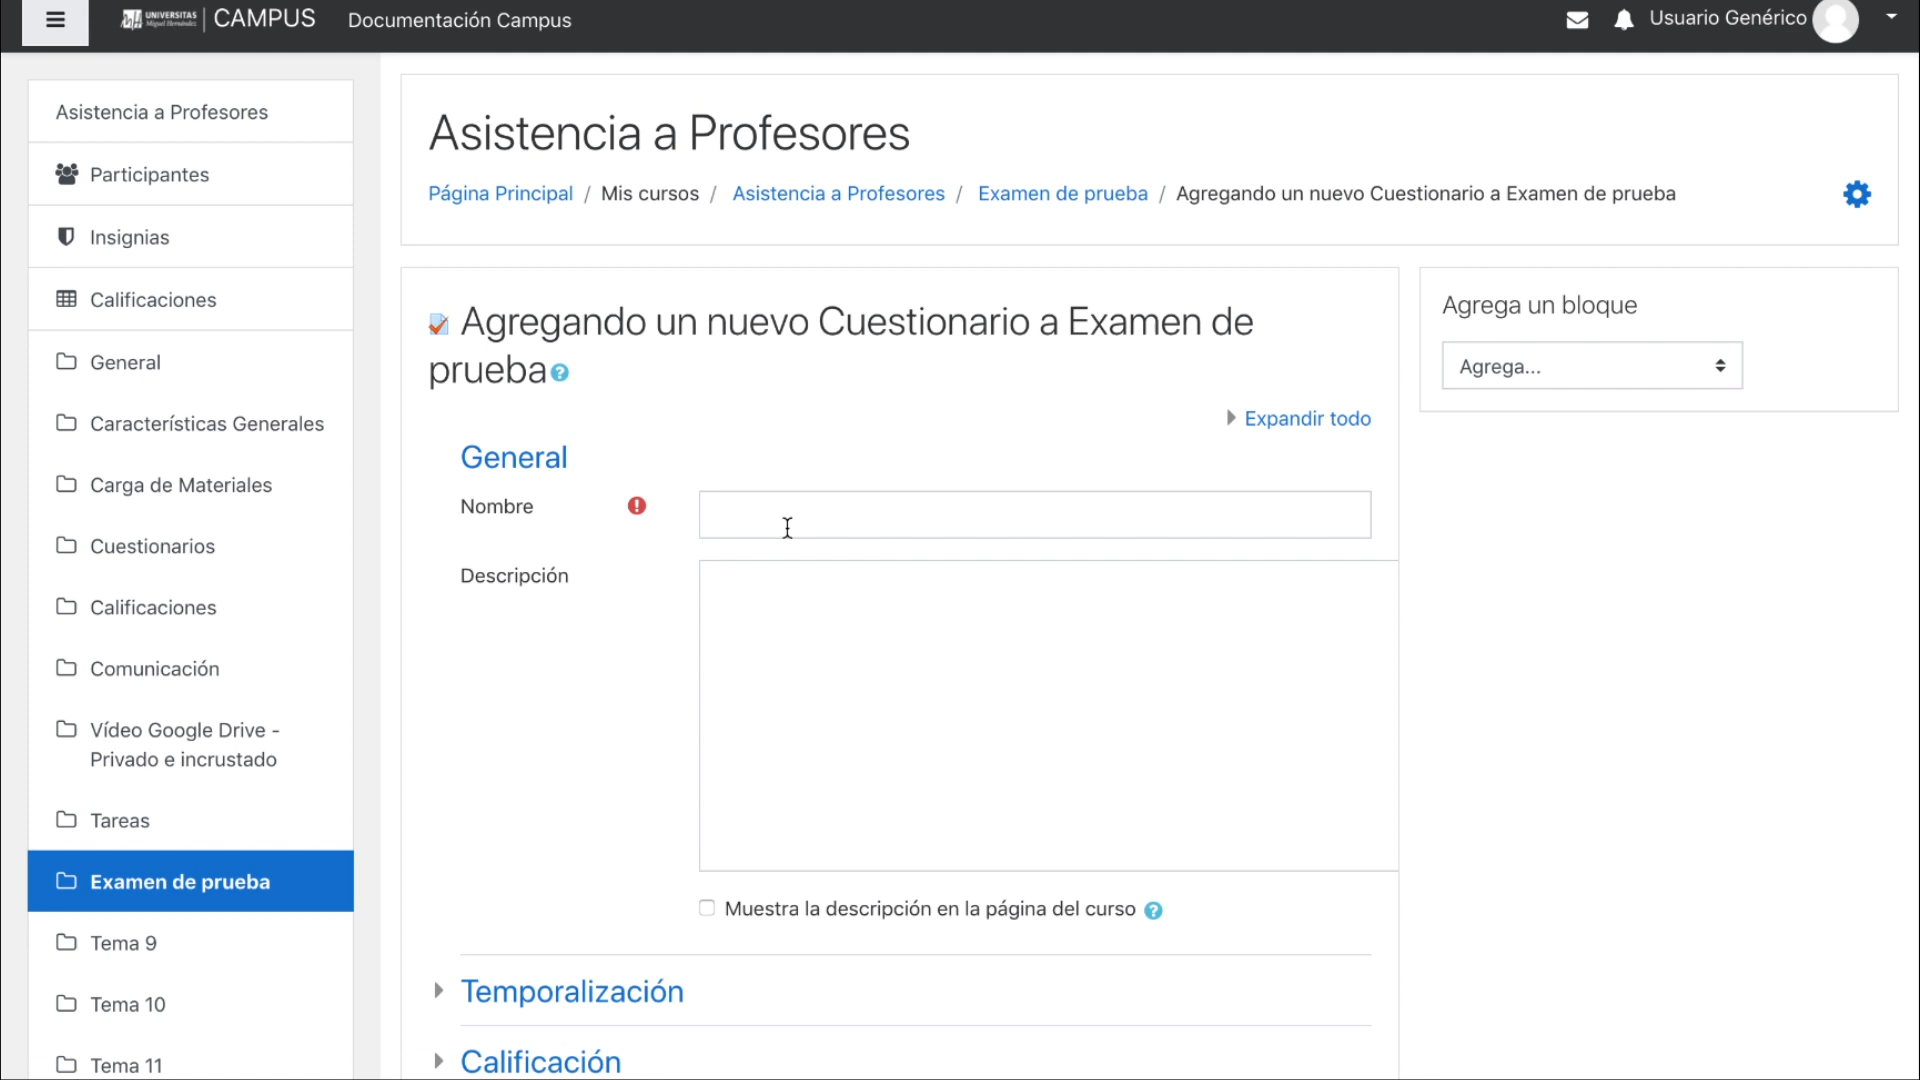 UNIVERSITAS
Miguel Hernández
CAMPUS
Documentación Campus
Usuario Genérico
Asistencia a Profesores
Participantes
Insignias
Calificaciones
General
Características Generales
Carga de Materiales
Cuestionarios
Calificaciones
Comunicación
Vídeo Google Drive -
Privado e incrustado
Tareas
Examen de prueba
Tema 9
Tema 10
Tema 11
Asistencia a Profesores
Página Principal / Mis cursos / Asistencia a Profesores / Examen de prueba / Agregando un nuevo Cuestionario a Examen de prueba
Agregando un nuevo Cuestionario a Examen de
prueba
Expandir todo
General
Nombre
Descripción
Muestra la descripción en la página del curso
Temporalización
Calificación
Agrega un bloque
Agrega...